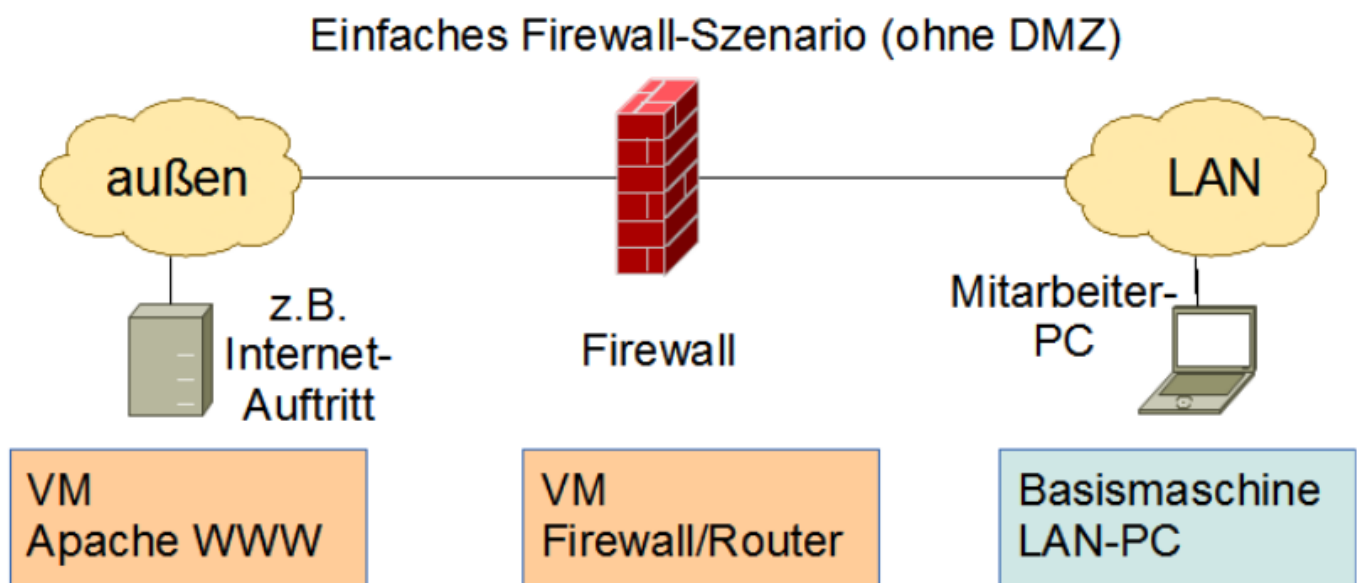 Einfaches Firewall-Szenario (ohne DMZ)
außen
LAN
z.B.
Internet-
Auftritt
Firewall
Mitarbeiter-
PC
VM
Apache WWW
VM
Firewall/Router
Basismaschine
LAN-PC